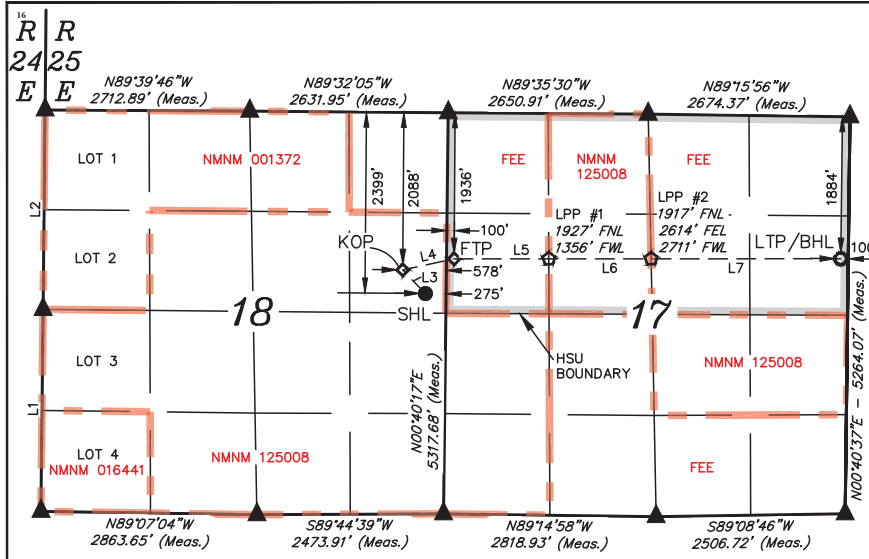 16
R R
24 25
E E
N89°39'46"W
2712.89' (Meas.)
N89°32'05"W
2631.95' (Meas.)
N89°35'30"W
2650.91' (Meas.)
N89°15'56"W
2674.37' (Meas.)
LOT 1
NMNM 001372
2399'
2088'
1936'
FEE
NMNM
125008
FEE
1884'
L2
LOT 2
KOP
L4
L3
SHL
100'
FTP
578'
275'
L5
LPP #1
1927' FNL
1356' FWL
L6
LPP #2
1917' FNL
2614' FEL
2711' FWL
L7
LTP/BHL
100
18
17
HSU
BOUNDARY
LOT 3
L1
LOT 4
NMNM 016441
NMNM 125008
N00°40'17"E
5317.68' (Meas.)
FEE
NMNM 125008
FEE
N00°40'37"E - 5264.07' (Meas.)
N89°07'04"W
2863.65' (Meas.)
S89°44'39"W
2473.91' (Meas.)
N89°14'58"W
2818.93' (Meas.)
S89°08'46"W
2506.72' (Meas.)